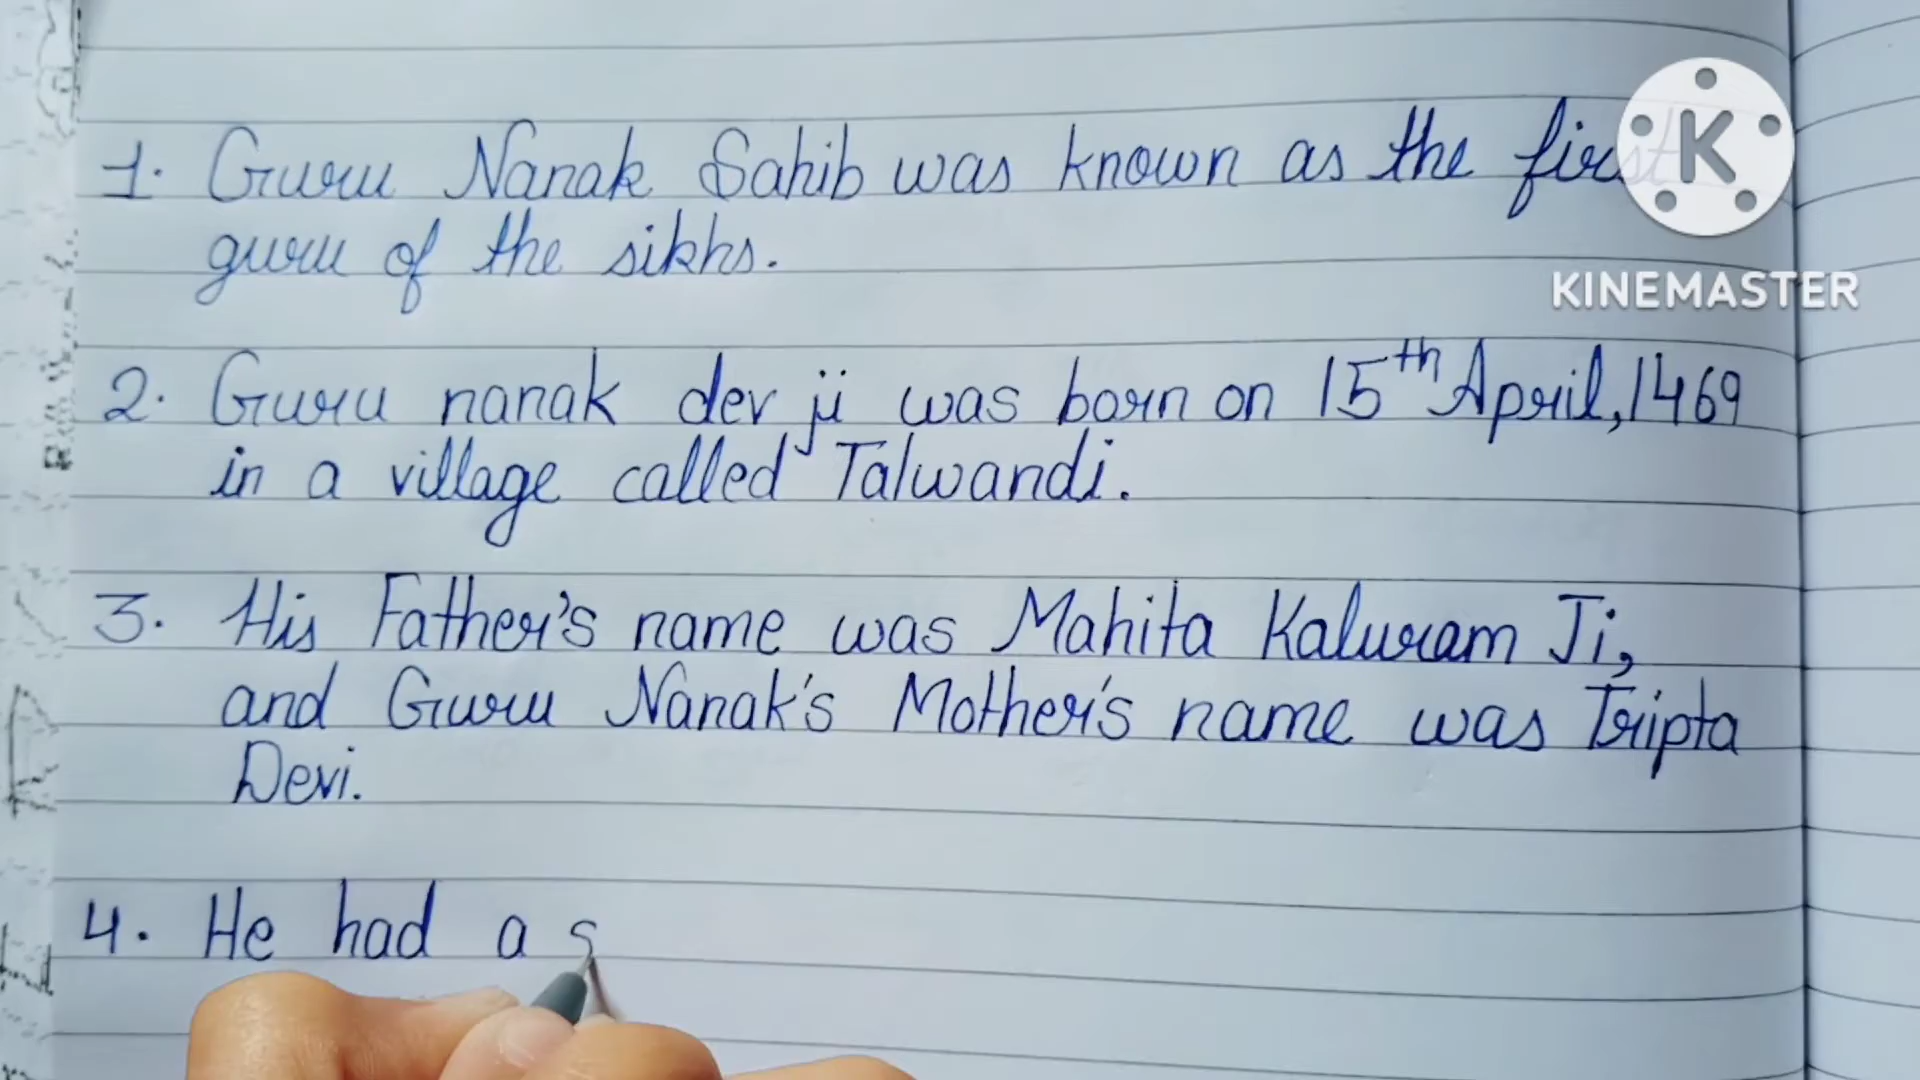 1. Guru Nanak Sahib was known as the first
guru of the sikhs.
KINEMASTER
2. Guru nanak dev ji was born on 15th April, 1469
in a village called Talwandi.
3. His Father's name was Mahita Kaluram Ji,
and Guru Nanak's Mother's name was Tripta
Devi.
4. He had a s